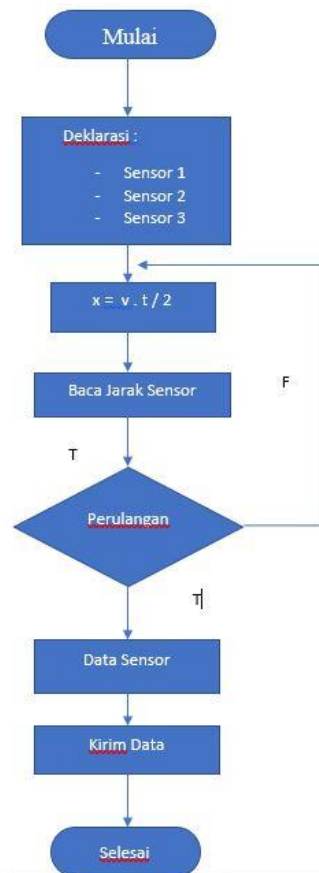 Mulai
Deklarasi :
- Sensor 1
- Sensor 2
- Sensor 3
x = v . t / 2
Baca Jarak Sensor
F
T
Perulangan
T
Data Sensor
Kirim Data
Selesai